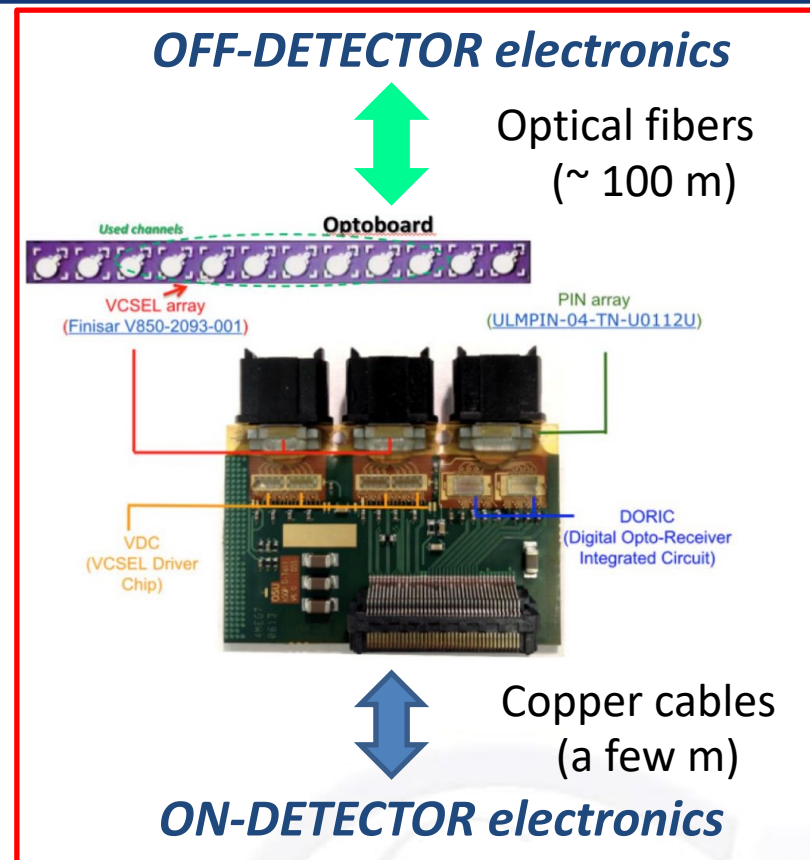 OFF-DETECTOR electronics
Optical fibers
(~ 100 m)
Used channels
Optoboard
VCSEL array
(Finisar V850-2093-001)
PIN array
(ULMPIN-04-TN-U0112U)
VDC
(VCSEL Driver
Chip)
DORIC
(Digital Opto-Receiver
Integrated Circuit)
OSU
Copper cables
(a few m)
ON-DETECTOR electronics